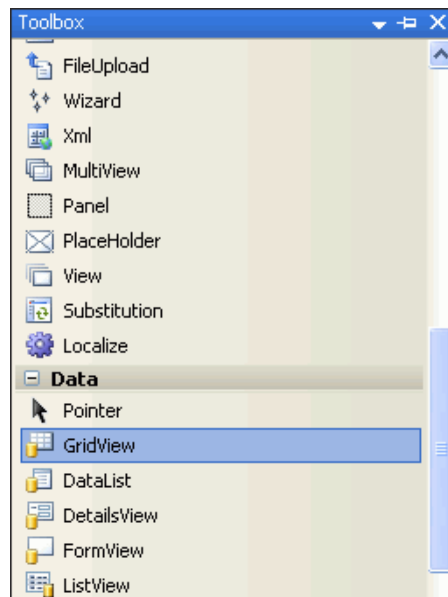 Toolbox
FileUpload
Wizard
Xml
MultiView
Panel
PlaceHolder
View
Substitution
Localize
Data
Pointer
GridView
DataList
DetailsView
FormView
ListView